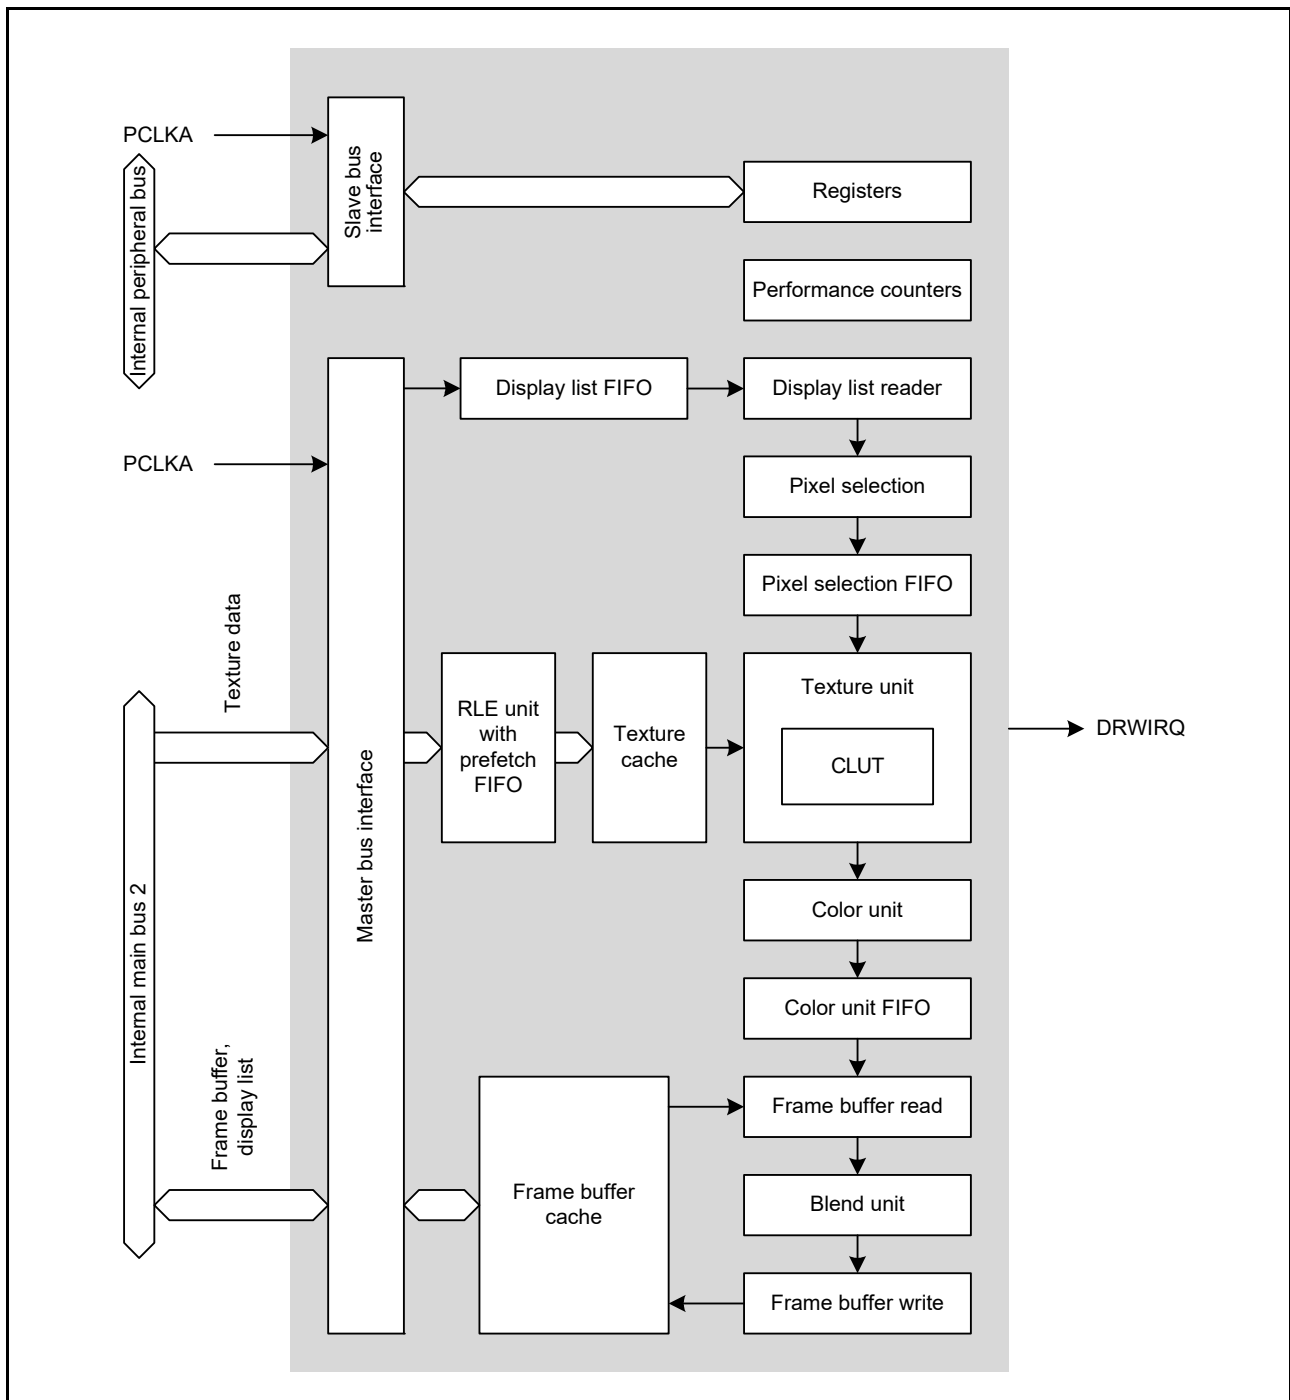 PCLKA
Internal peripheral bus
Slave bus
interface
Registers
Performance counters
Display list FIFO
Display list reader
PCLKA
Pixel selection
Pixel selection FIFO
Texture data
Master bus interface
RLE unit
with
prefetch
FIFO
Texture
cache
Texture unit
CLUT
DRWIRQ
Internal main bus 2
Color unit
Color unit FIFO
Frame buffer,
display list
Frame buffer
cache
Frame buffer read
Blend unit
Frame buffer write